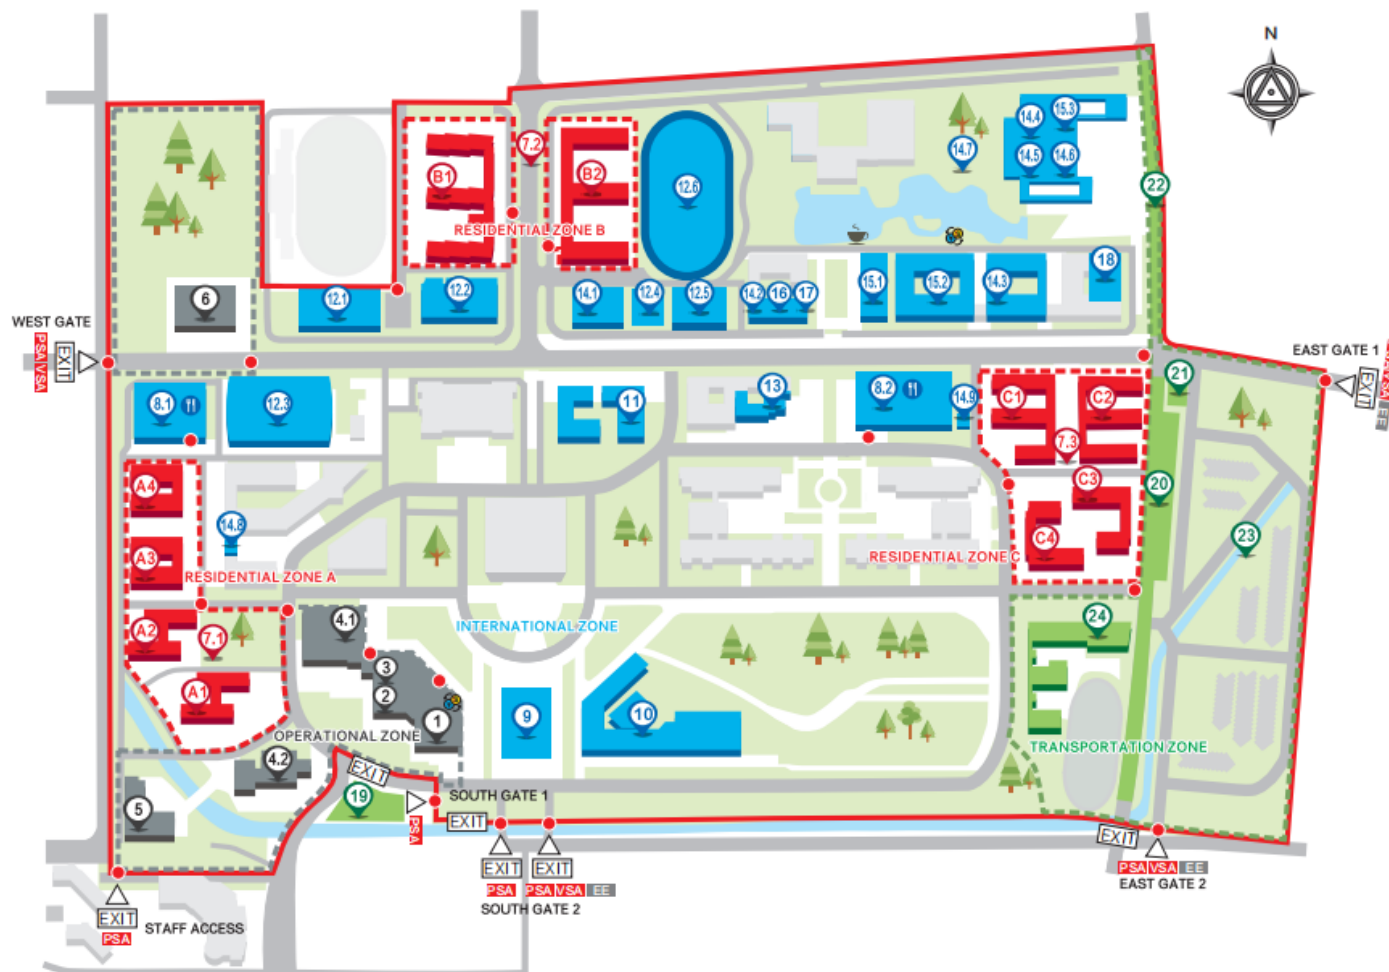 N
14.4
15.3
7.2
B1
B2
14.7
14.5
14.6
12.6
22
RESIDENTIAL ZONE B
18
6
12.1
12.2
14.1
12.4
12.5
14.2
16
17
15.1
15.2
14.3
WEST GATE
PSA VSA
EXIT
EAST GATE 1
EXIT
VSA EE
8.1
12.3
11
13
8.2
14.9
C1
C2
21
7.3
A4
14.8
C3
20
A3
RESIDENTIAL ZONE A
RESIDENTIAL ZONE C
C4
23
A2
7.1
4.1
INTERNATIONAL ZONE
24
3
2
A1
1
9
10
OPERATIONAL ZONE
TRANSPORTATION ZONE
4.2
EXIT
5
19
SOUTH GATE 1
PSA
EXIT
EXIT
EXIT
EXIT
PSA
PSA VSA EE
SOUTH GATE 2
PSA VSA EE
EAST GATE 2
EXIT
PSA
STAFF ACCESS